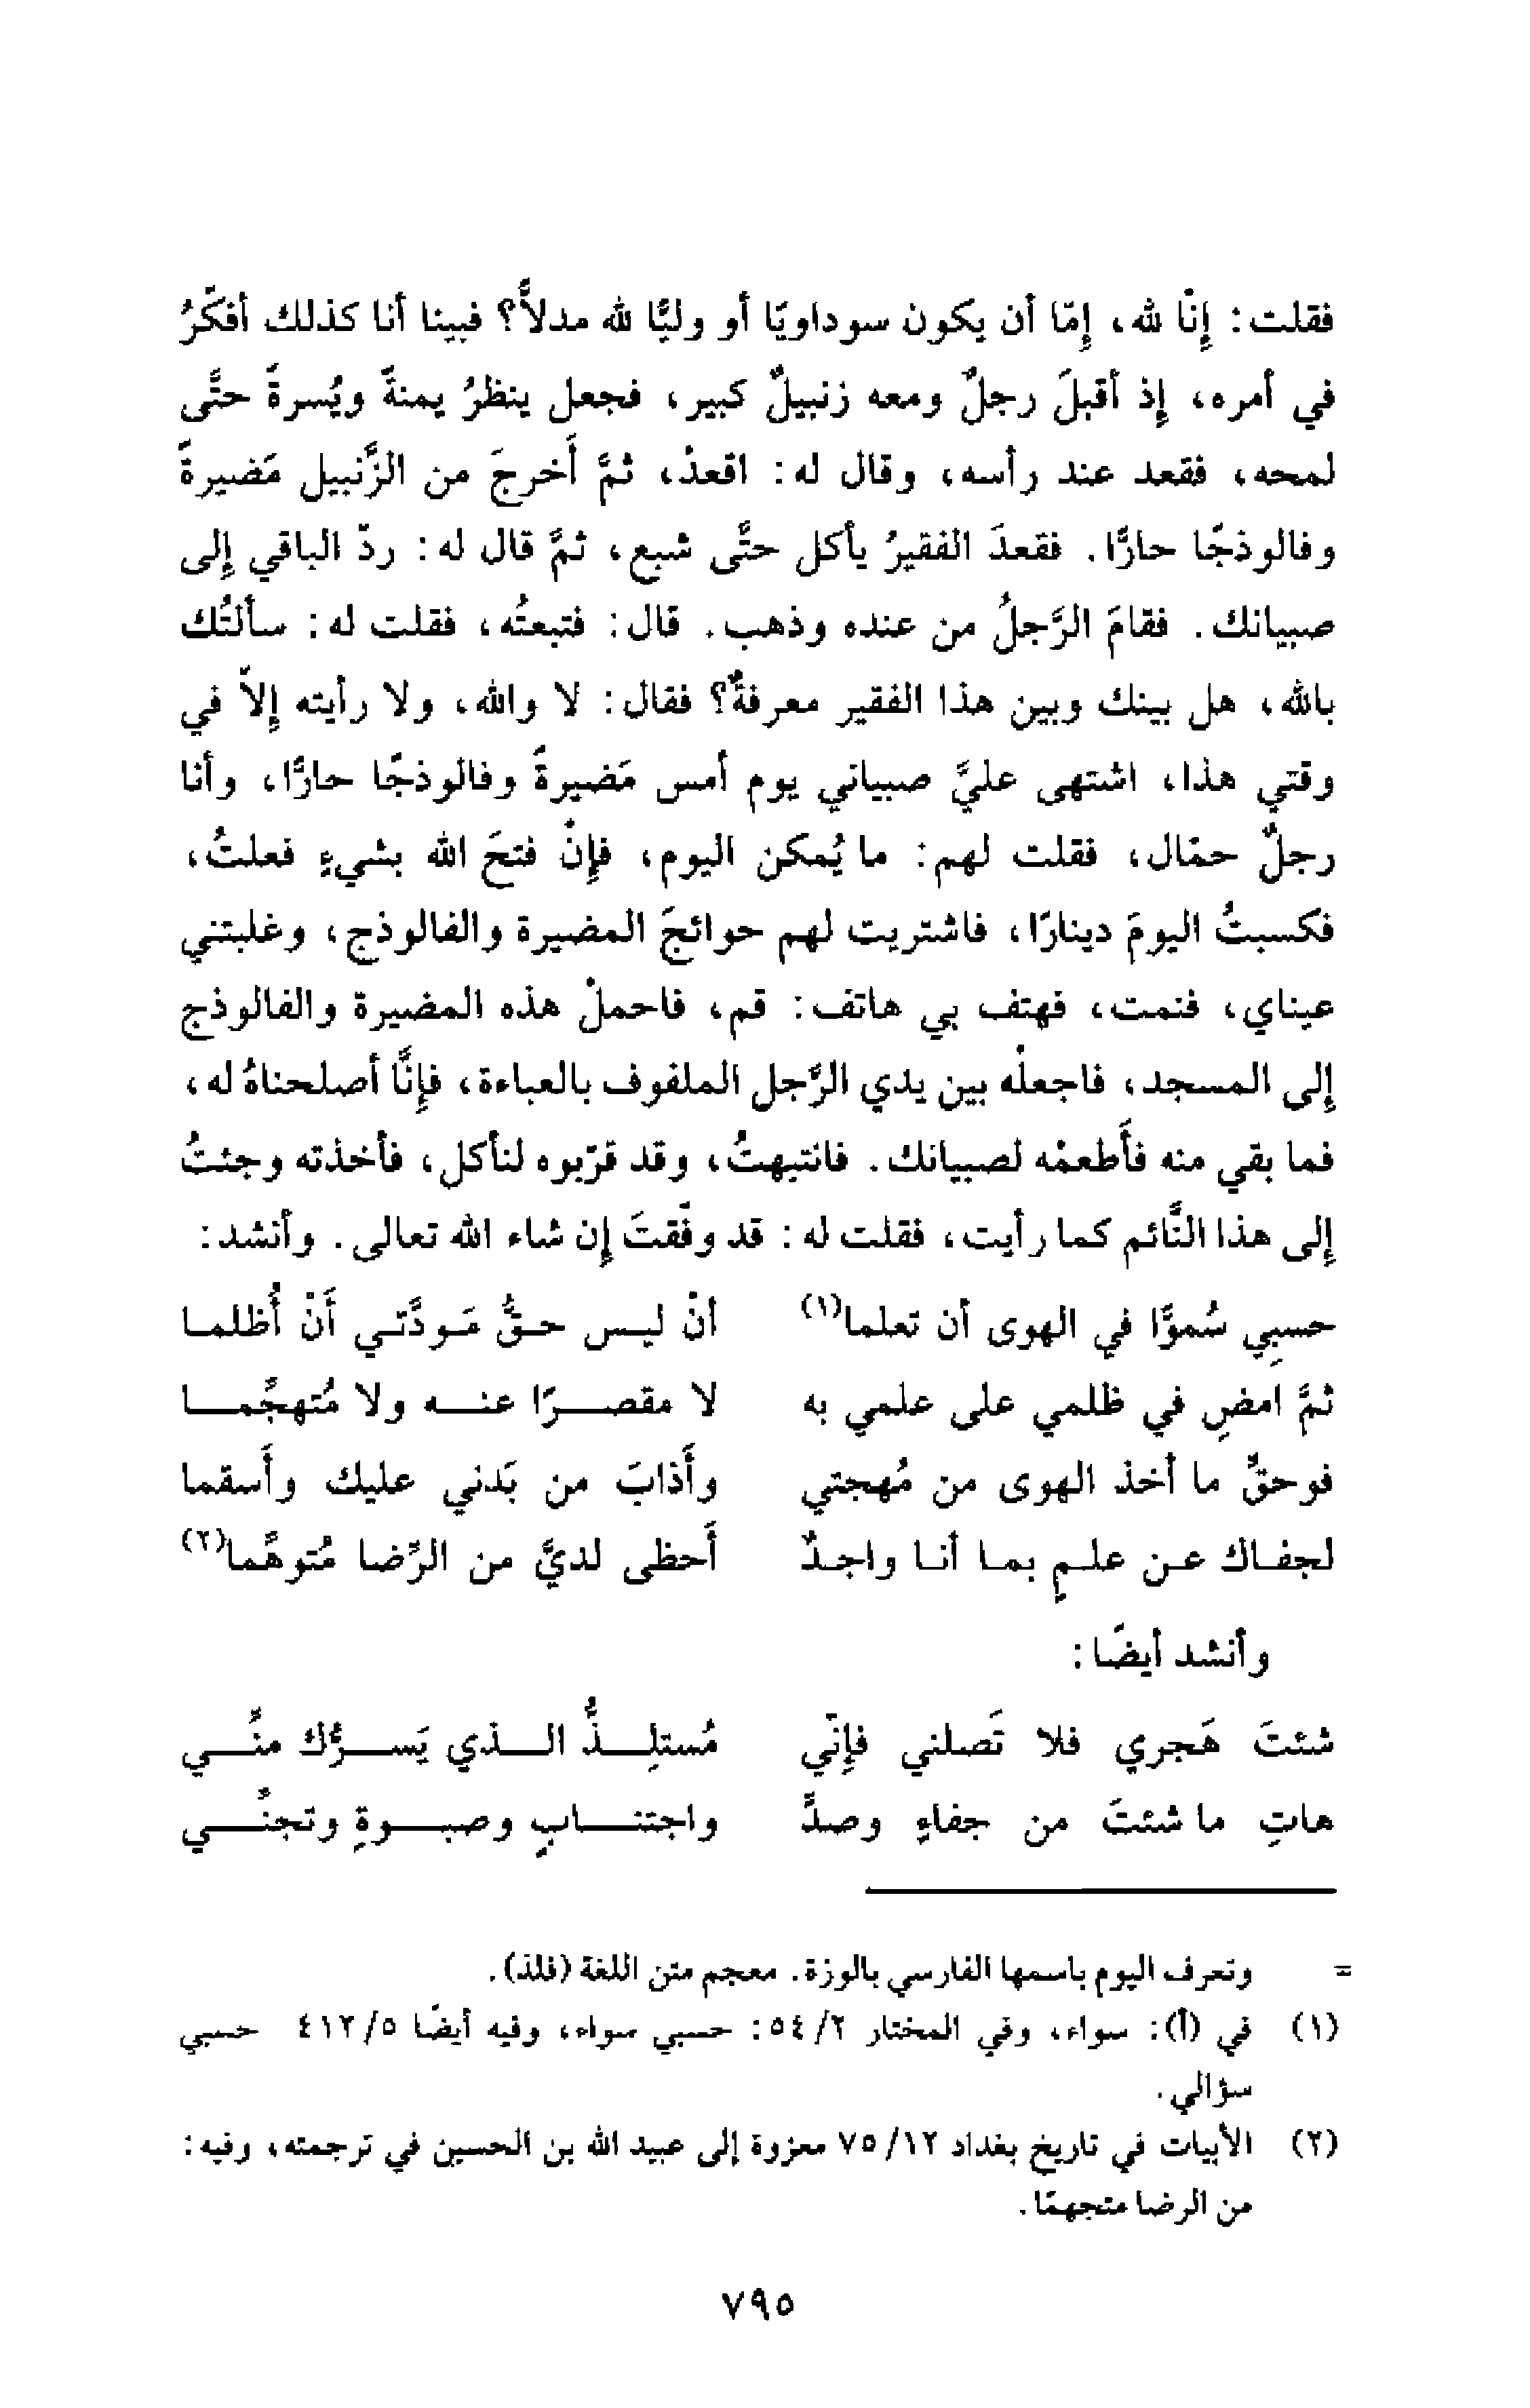 فقلت: إنّا لله، إمّا أن يكون سوداويًا أو وليًّا لله مدلاًّ؟ فبينا أنا كذلك أفكّرُ
في أمره، إذ أقبلَ رجلٌ ومعه زنبيلٌ كبير، فجعل ينظرُ يمنةً ويُسرةً حتَّى
لمحه، فقعد عند رأسه، وقال له: اقعدْ، ثمَّ أَخرجَ من الزَّنبيل مَضيرةً
وفالوذجًا حارًّا. فقعدَ الفقيرُ يأكل حتَّى شبع، ثمَّ قال له: ردّ الباقي إلى
صبيانك. فقامَ الرَّجلُ من عنده وذهب. قال: فتبعتُه، فقلت له: سألتُك
بالله، هل بينك وبين هذا الفقير معرفةٌ؟ فقال: لا والله، ولا رأيته إلاّ في
وقتي هذا، اشتهى عليَّ صبياني يوم أمس مَضيرةً وفالوذجًا حارًّا، وأنا
رجلٌ حمّال، فقلت لهم: ما يُمكن اليوم، فإنْ فتحَ الله بشيءٍ فعلتُ،
فكسبتُ اليومَ دينارًا، فاشتريت لهم حوائجَ المضيرة والفالوذج، وغلبتني
عيناي، فنمت، فهتف بي هاتف: قم، فاحملْ هذه المضيرة والفالوذج
إلى المسجد، فاجعلْه بين يدي الرَّجل الملفوف بالعباءة، فإنَّا أصلحناهُ له،
فما بقي منه فأَطعمْه لصبيانك. فانتبهتُ، وقد قرّبوه لنأكل، فأخذته وجئتُ
إلى هذا النَّائم كما رأيت، فقلت له: قد وفّقتَ إن شاء الله تعالى. وأنشد:
حسبِي سُموًّا في الهوى أن تعلما(١) انْ ليس حقُّ مَودَّتي أَنْ أُظلما
ثمَّ امضِ في ظلمي على علمي به لا مقصرًا عنه ولا مُتهجِّما
فوحقِّ ما أخذ الهوى من مُهجتي وأَذابَ من بَدني عليك وأَسقما
لجفاك عن علمٍ بما أنا واجدٌ أَحظى لديَّ من الرِّضا مُتوهَّما(٢)
وأنشد أيضًا:
شئتَ هَجري فلا تَصلني فإنّي مُستلِذُّ الذي يَسرُّك منِّي
هاتِ ما شئتَ من جفاءٍ وصدٍّ واجتنابٍ وصبوةٍ وتجنِّي
= وتعرف اليوم باسمها الفارسي بالوزة. معجم متن اللغة (فلذ).
(١) في (أ): سواء، وفي المختار ٢/ ٥٤: حسبي سواء، وفيه أيضًا ٥/ ٤١٢ حسبي
سؤالي.
(٢) الأبيات في تاريخ بغداد ١٢/ ٧٥ معزوة إلى عبيد الله بن الحسين في ترجمته، وفيه:
من الرضا متجهمًا.
٧٩٥